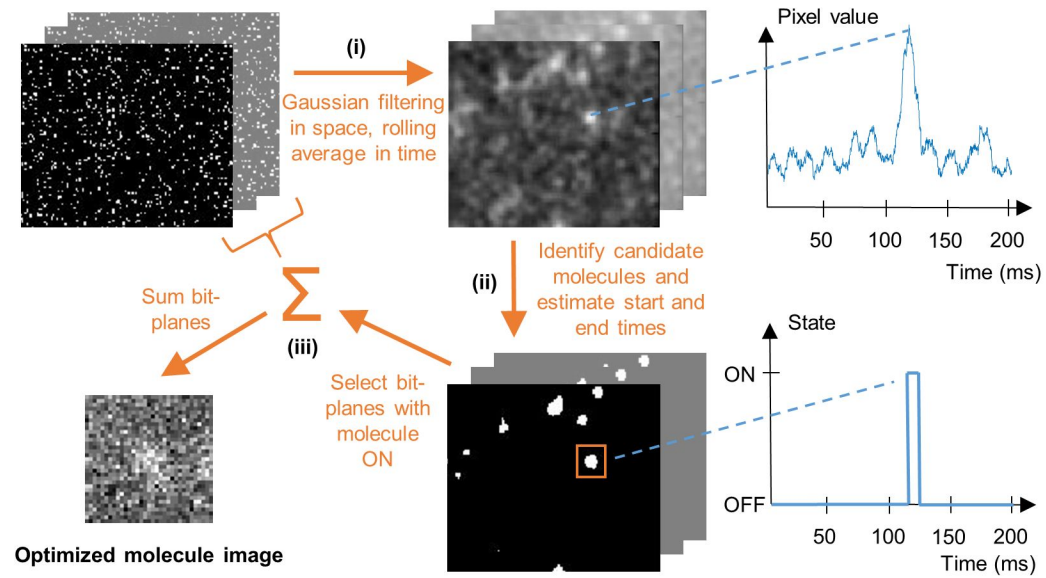 (i)
Gaussian filtering
in space, rolling
average in time
Pixel value
50
100
150
200
Time (ms)
(ii)
Identify candidate
molecules and
estimate start and
end times
Sum bit-
planes
Σ
(iii)
Select bit-
planes with
molecule
ON
Optimized molecule image
State
ON
OFF
50
100
150
200
Time (ms)